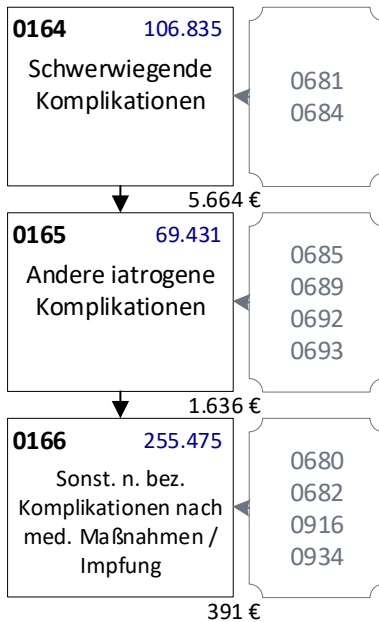 0164 106.835
Schwerwiegende
Komplikationen
0681
0684
5.664 €
0165 69.431
Andere iatrogene
Komplikationen
0685
0689
0692
0693
1.636 €
0166 255.475
Sonst. n. bez.
Komplikationen nach
med. Maßnahmen /
Impfung
0680
0682
0916
0934
391 €